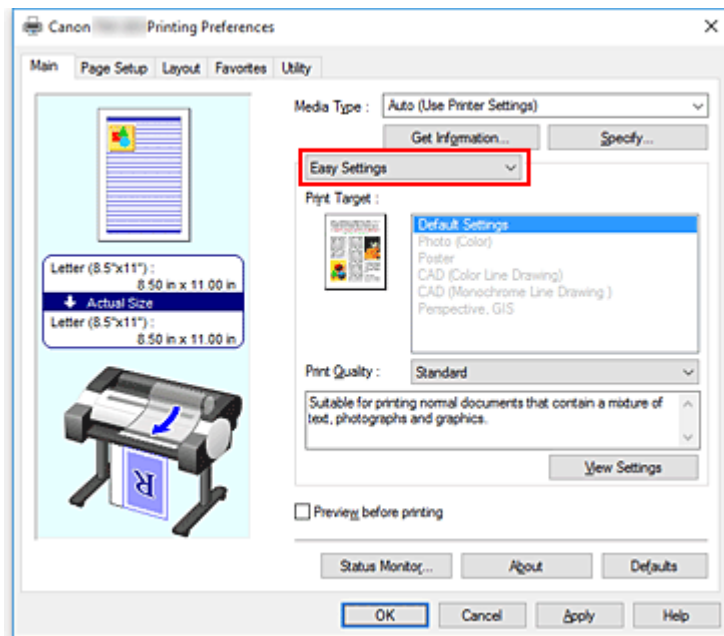 Canon Printing Preferences
Main Page Setup Layout Favorites Utility
Media Type : Auto (Use Printer Settings)
Get Information... Specify...
Easy Settings
Print Target :
Default Settings
Photo (Color)
Poster
CAD (Color Line Drawing)
CAD (Monochrome Line Drawing )
Perspective, GIS
Letter (8.5"x11") :
8.50 in x 11.00 in
Actual Size
Letter (8.5"x11") :
8.50 in x 11.00 in
R
Print Quality : Standard
Suitable for printing normal documents that contain a mixture of
text, photographs and graphics.
View Settings
Preview before printing
Status Monitor... About Defaults
OK Cancel Apply Help